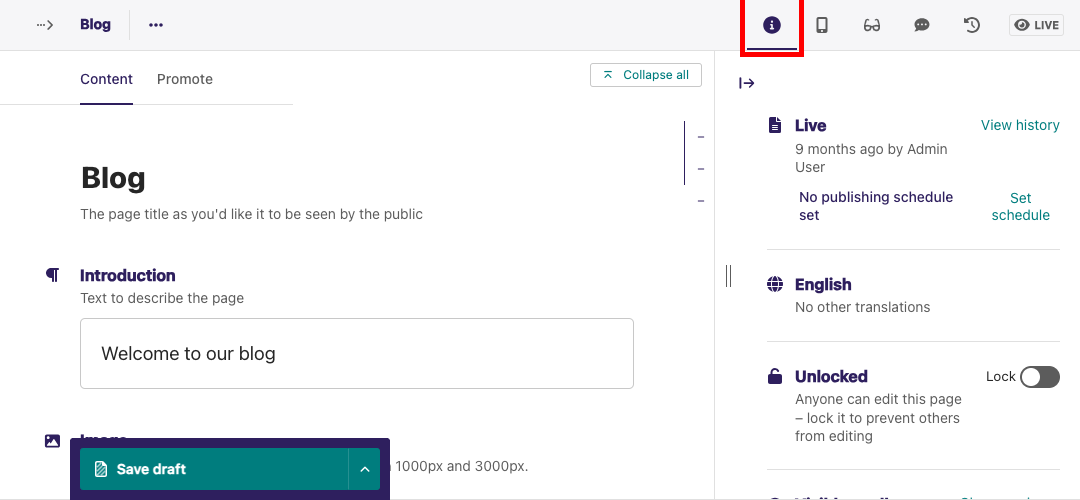 Blog
LIVE
Content
Promote
Collapse all
Blog
The page title as you'd like it to be seen by the public
Introduction
Text to describe the page
Welcome to our blog
Image
1000px and 3000px.
Save draft
Live
View history
9 months ago by Admin
User
No publishing schedule
set
Set
schedule
English
No other translations
Unlocked
Lock
Anyone can edit this page
– lock it to prevent others
from editing